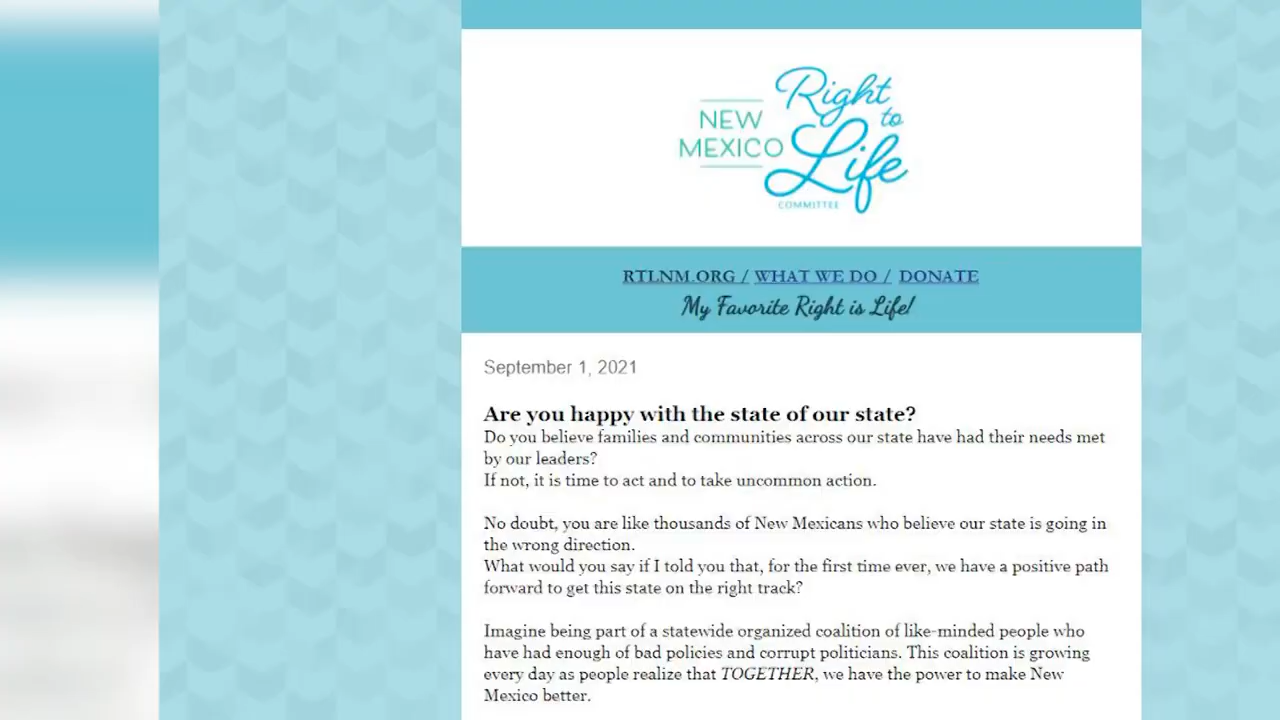 NEW
MEXICO
Right
to
Life
COMMITTEE
RTLNM.ORG / WHAT WE DO / DONATE
My Favorite Right is Life!
September 1, 2021
Are you happy with the state of our state?
Do you believe families and communities across our state have had their needs met
by our leaders?
If not, it is time to act and to take uncommon action.
No doubt, you are like thousands of New Mexicans who believe our state is going in
the wrong direction.
What would you say if I told you that, for the first time ever, we have a positive path
forward to get this state on the right track?
Imagine being part of a statewide organized coalition of like-minded people who
have had enough of bad policies and corrupt politicians. This coalition is growing
every day as people realize that TOGETHER, we have the power to make New
Mexico better.